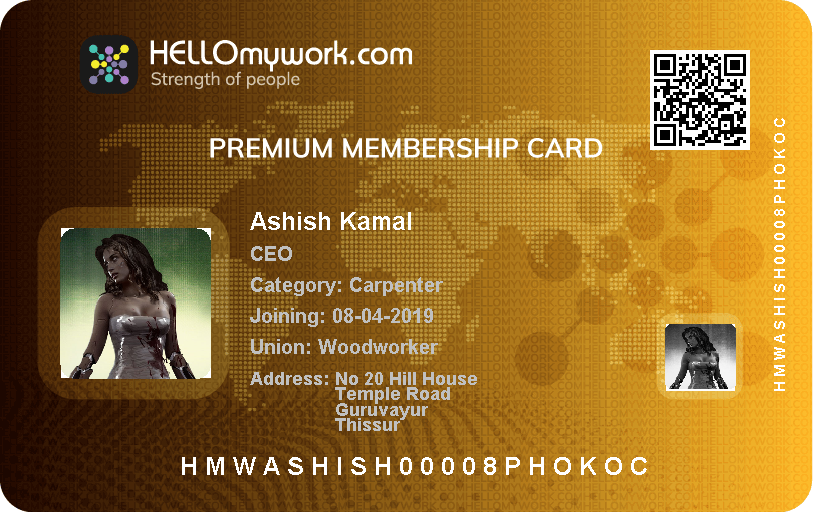 HELLOmywork.com
Strength of people
PREMIUM MEMBERSHIP CARD
Ashish Kamal
CEO
Category: Carpenter
Joining: 08-04-2019
Union: Woodworker
Address: No 20 Hill House
Temple Road
Guruvayur
Thissur
HMWASHISH00008PHOKOC
HMWASHISH00008PHOKOC